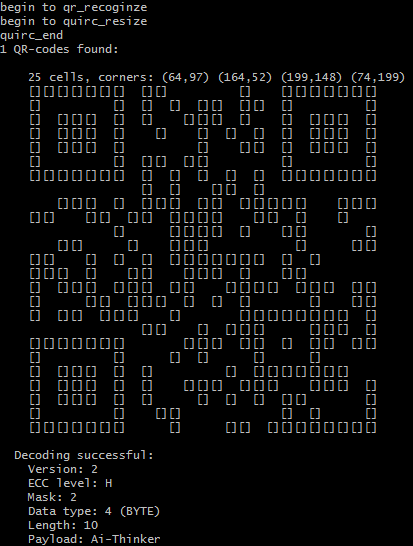 begin to qr_recoginze
begin to quirc_resize
quirc_end
1 QR-codes found:
25 cells, corners: (64,97) (164,52) (199,148) (74,199)
Decoding successful:
Version: 2
ECC level: H
Mask: 2
Data type: 4 (BYTE)
Length: 10
Payload: Ai-Thinker